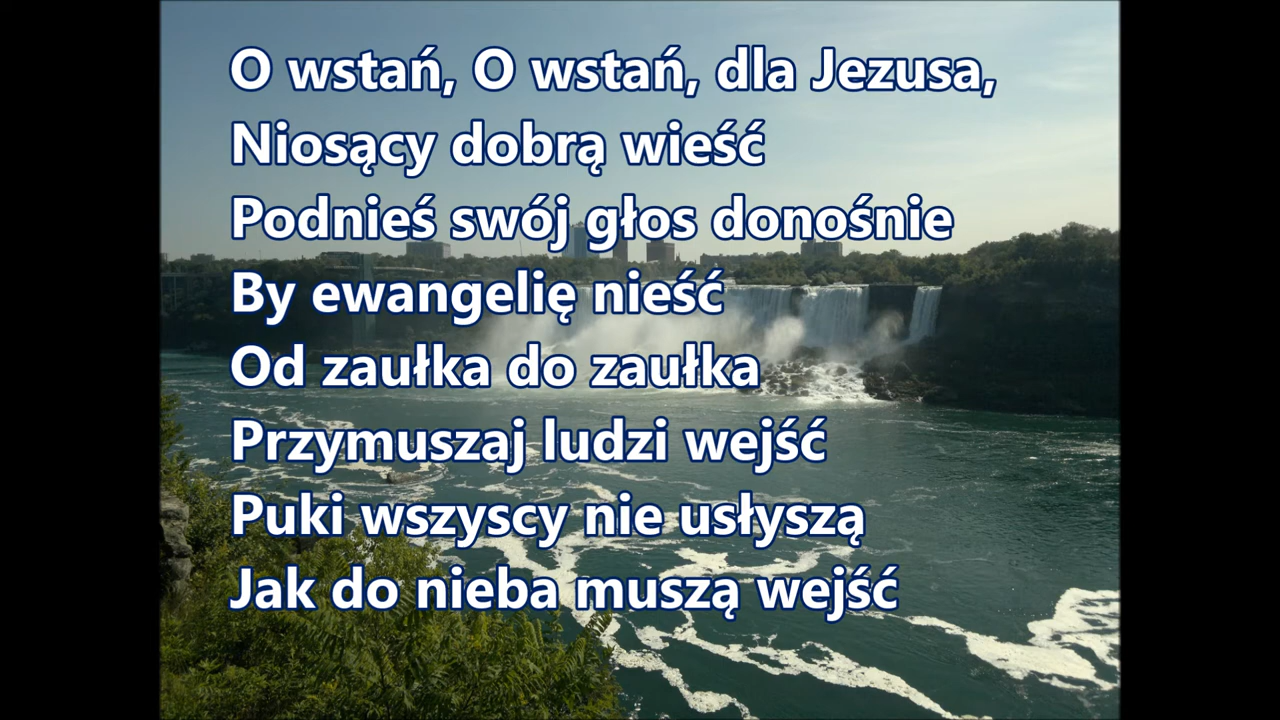 O wstań, O wstań, dla Jezusa,
Niosący dobrą wieść
Podnieś swój głos donośnie
By ewangelię nieść
Od zaułka do zaułka
Przymuszaj ludzi wejść
Puki wszyscy nie usłyszą
Jak do nieba muszą wejść